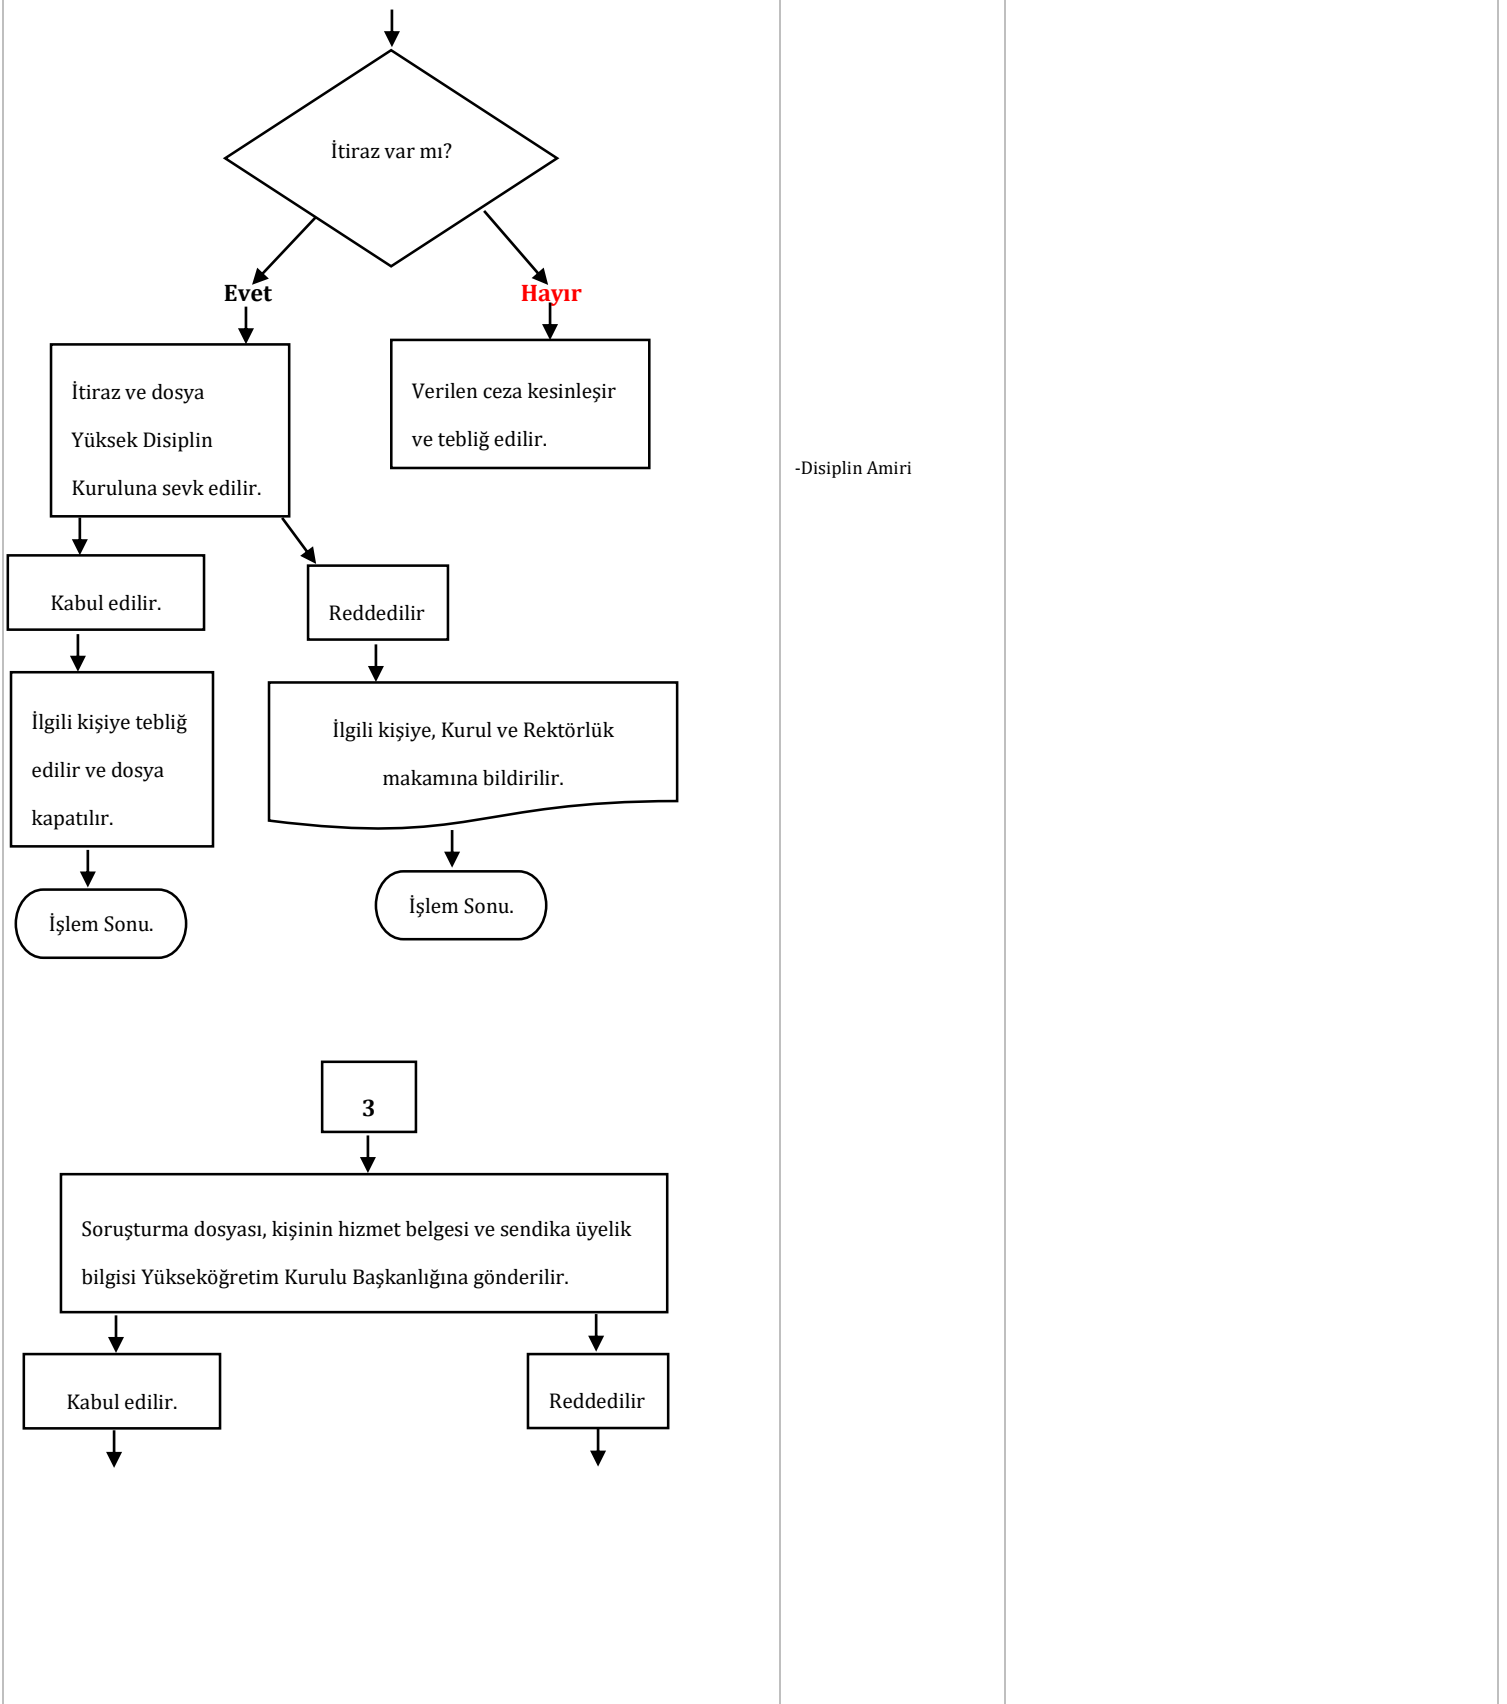 İtiraz var mı?
Evet
Hayır
İtiraz ve dosya
Yüksek Disiplin
Kuruluna sevk edilir.
Verilen ceza kesinleşir
ve tebliğ edilir.
-Disiplin Amiri
Kabul edilir.
Reddedilir
İlgili kişiye tebliğ
edilir ve dosya
kapatılır.
İlgili kişiye, Kurul ve Rektörlük
makamına bildirilir.
İşlem Sonu.
İşlem Sonu.
3
Soruşturma dosyası, kişinin hizmet belgesi ve sendika üyelik
bilgisi Yükseköğretim Kurulu Başkanlığına gönderilir.
Kabul edilir.
Reddedilir